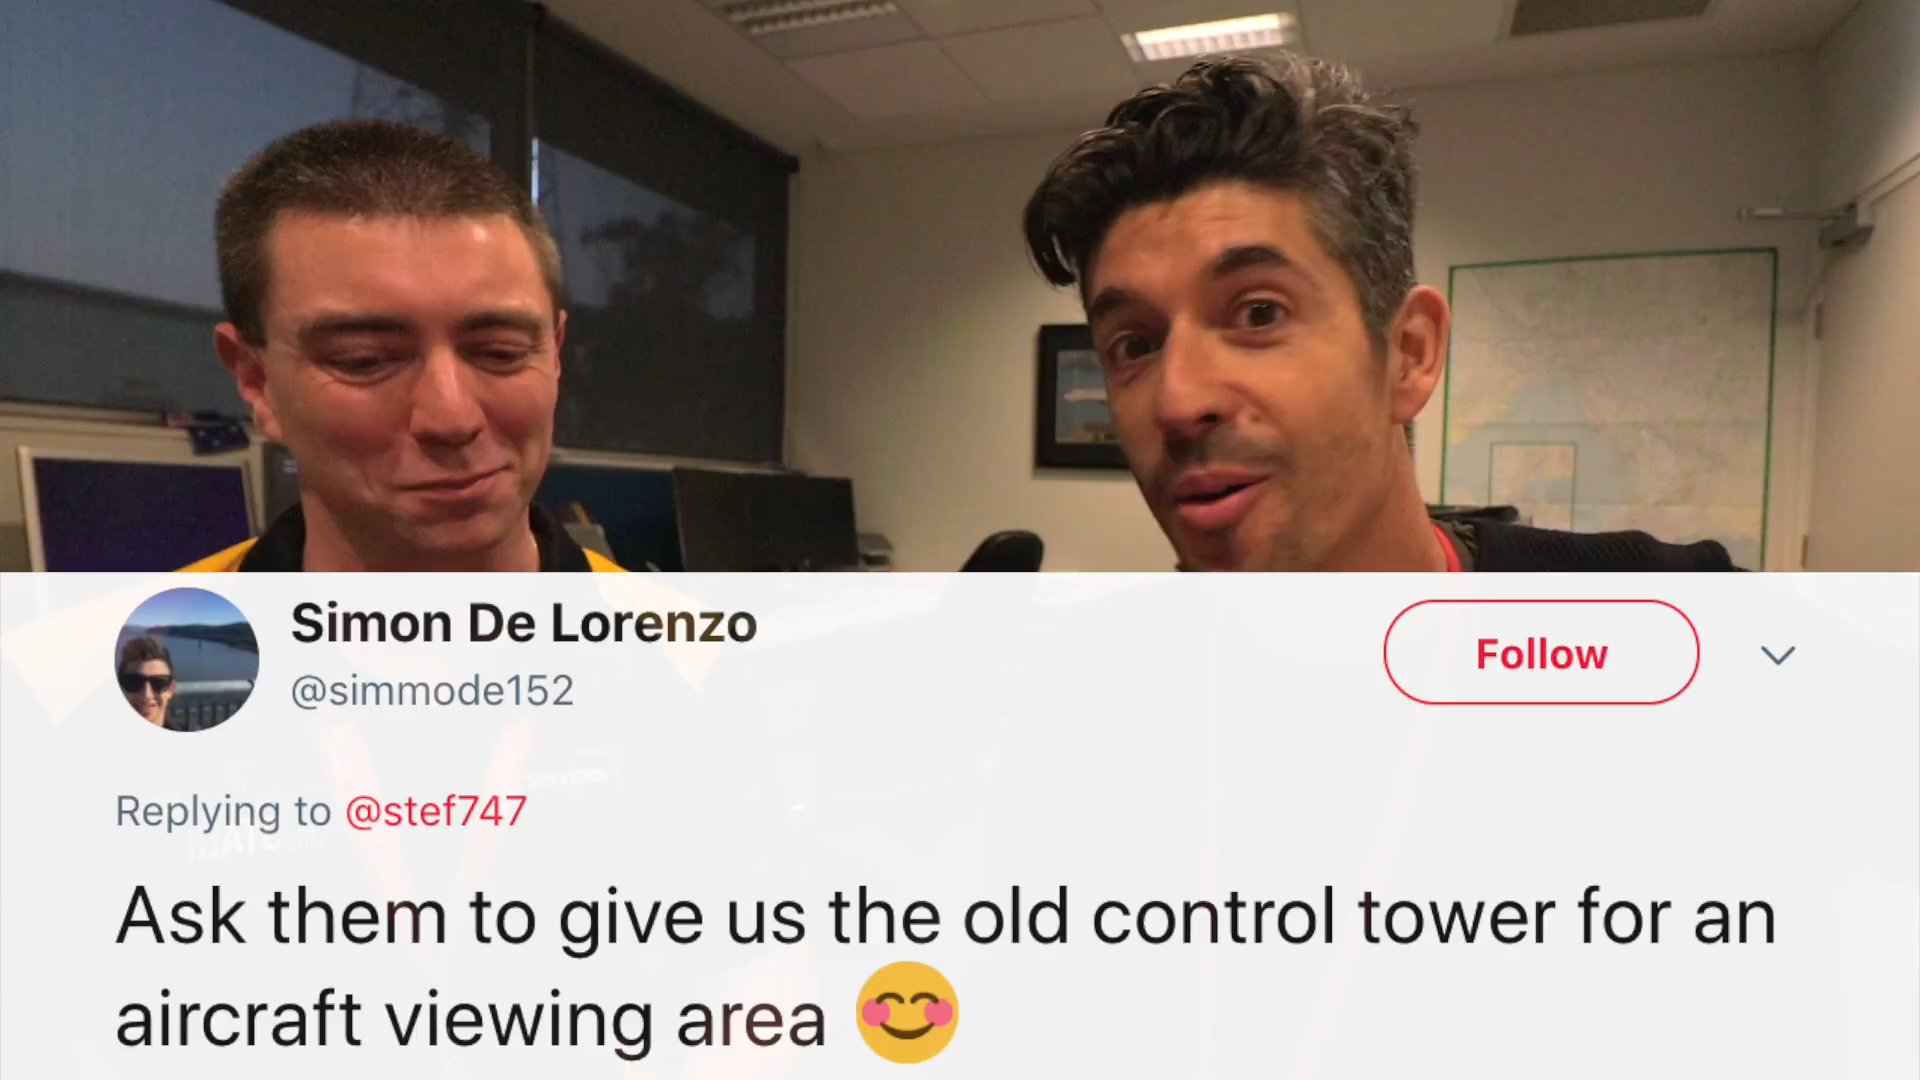 Simon De Lorenzo
@simmode152
Follow
Replying to @stef747
services
Ask them to give us the old control tower for an
aircraft viewing area 😊